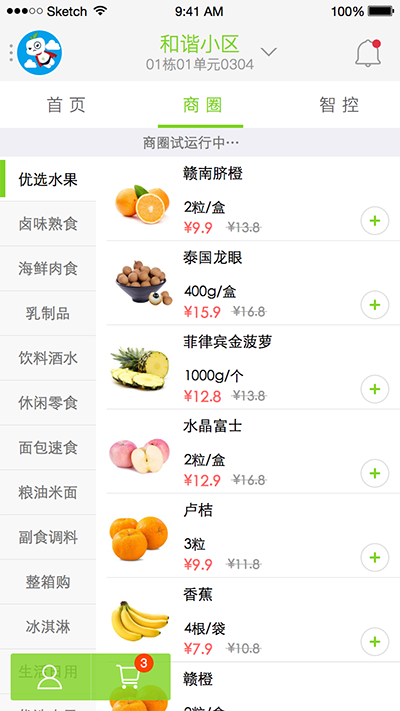 Sketch 9:41 AM 100%
和谐小区
01栋01单元0304
首页 商圈 智控
商圈试运行中···
优选水果
卤味熟食
海鲜肉食
乳制品
饮料酒水
休闲零食
面包速食
粮油米面
副食调料
整箱购
冰淇淋
生活日用
优选水果
赣南脐橙
2粒/盒
¥9.9 ¥13.8
泰国龙眼
400g/盒
¥15.9 ¥16.8
菲律宾金菠萝
1000g/个
¥12.8 ¥13.8
水晶富士
2粒/盒
¥12.9 ¥16.8
卢桔
3粒
¥9.9 ¥11.8
香蕉
4根/袋
¥7.9 ¥10.8
赣橙
3